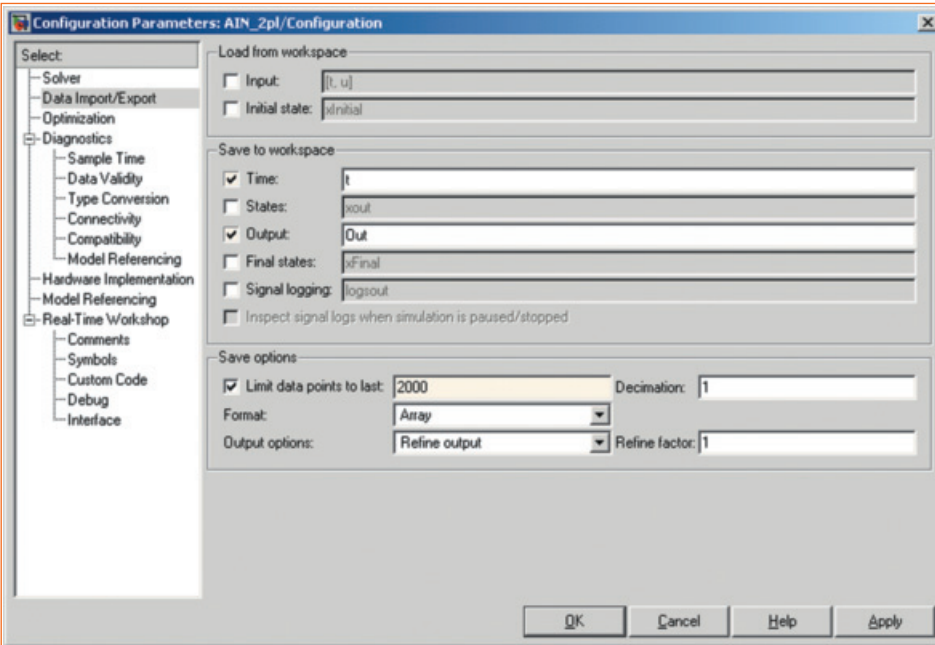 Configuration Parameters: AIN_2pl/Configuration
Select:
Solver
Data Import/Export
Optimization
Diagnostics
Sample Time
Data Validity
Type Conversion
Connectivity
Compatibility
Model Referencing
Hardware Implementation
Model Referencing
Real-Time Workshop
Comments
Symbols
Custom Code
Debug
Interface
Load from workspace
Input: [t, u]
Initial state: xInitial
Save to workspace
Time: t
States: xout
Output: Out
Final states: xFinal
Signal logging: logsout
Inspect signal logs when simulation is paused/stopped
Save options
Limit data points to last: 2000 Decimation: 1
Format: Array
Output options: Refine output Refine factor: 1
OK Cancel Help Apply